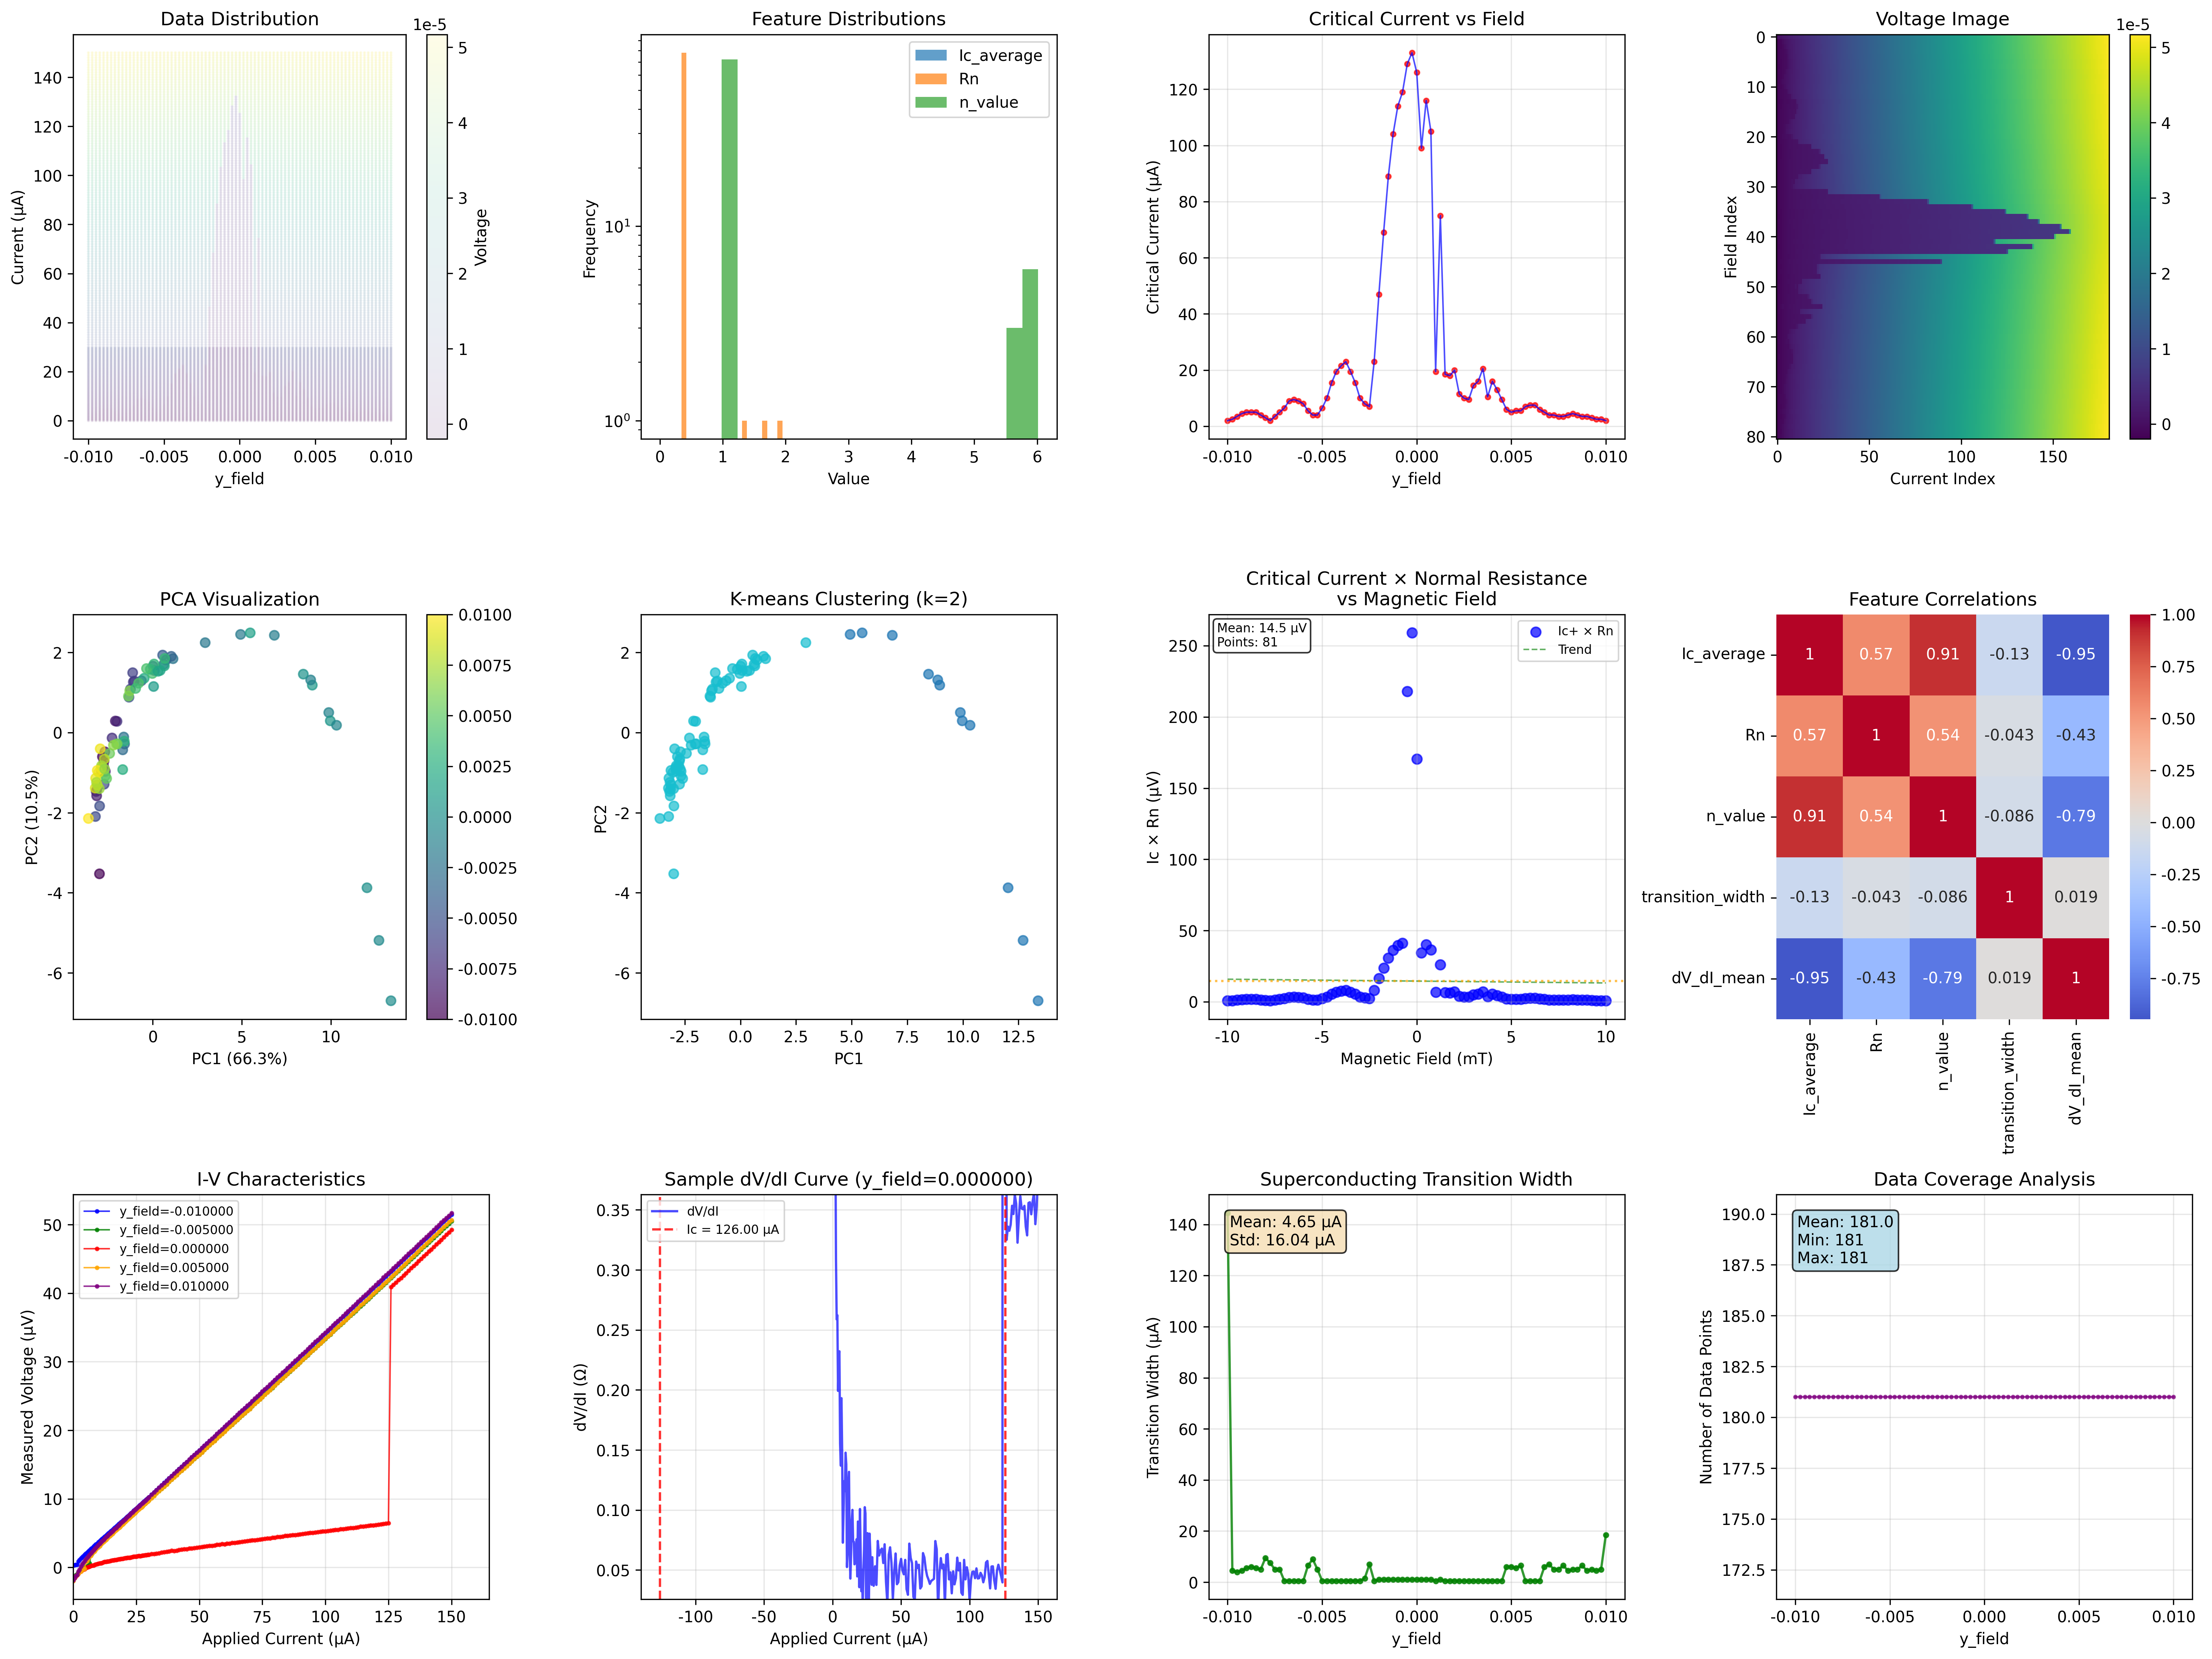 Data Distribution
1e-5
140
120
100
80
60
40
20
0
-0.010
-0.005
0.000
0.005
0.010
y_field
Current (μA)
5
4
3
2
1
0
Voltage
Feature Distributions
Ic_average
Rn
n_value
10¹
10⁰
0
1
2
3
4
5
6
Value
Frequency
Critical Current vs Field
120
100
80
60
40
20
0
-0.010
-0.005
0.000
0.005
0.010
y_field
Critical Current (μA)
Voltage Image
1e-5
0
10
20
30
40
50
60
70
80
0
50
100
150
Current Index
Field Index
5
4
3
2
1
0
PCA Visualization
2
0
-2
-4
-6
0
5
10
PC1 (66.3%)
PC2 (10.5%)
0.0100
0.0075
0.0050
0.0025
0.0000
-0.0025
-0.0050
-0.0075
-0.0100
K-means Clustering (k=2)
2
0
-2
-4
-6
-2.5
0.0
2.5
5.0
7.5
10.0
12.5
PC1
PC2
Critical Current × Normal Resistance
vs Magnetic Field
Mean: 14.5 μV
Points: 81
Ic+ × Rn
Trend
250
200
150
100
50
0
-10
-5
0
5
10
Magnetic Field (mT)
Ic × Rn (μV)
Feature Correlations
Ic_average
1 0.57 0.91 -0.13 -0.95
Rn
0.57 1 0.54 -0.043 -0.43
n_value
0.91 0.54 1 -0.086 -0.79
transition_width
-0.13 -0.043 -0.086 1 0.019
dV_dI_mean
-0.95 -0.43 -0.79 0.019 1
Ic_average
Rn
n_value
transition_width
dV_dI_mean
1.00
0.75
0.50
0.25
0.00
-0.25
-0.50
-0.75
I-V Characteristics
y_field=-0.010000
y_field=-0.005000
y_field=0.000000
y_field=0.005000
y_field=0.010000
50
40
30
20
10
0
0
25
50
75
100
125
150
Applied Current (μA)
Measured Voltage (μV)
Sample dV/dI Curve (y_field=0.000000)
dV/dI
Ic = 126.00 μA
0.35
0.30
0.25
0.20
0.15
0.10
0.05
-100
-50
0
50
100
150
Applied Current (μA)
dV/dI (Ω)
Superconducting Transition Width
Mean: 4.65 μA
Std: 16.04 μA
140
120
100
80
60
40
20
0
-0.010
-0.005
0.000
0.005
0.010
y_field
Transition Width (μA)
Data Coverage Analysis
Mean: 181.0
Min: 181
Max: 181
190.0
187.5
185.0
182.5
180.0
177.5
175.0
172.5
-0.010
-0.005
0.000
0.005
0.010
y_field
Number of Data Points